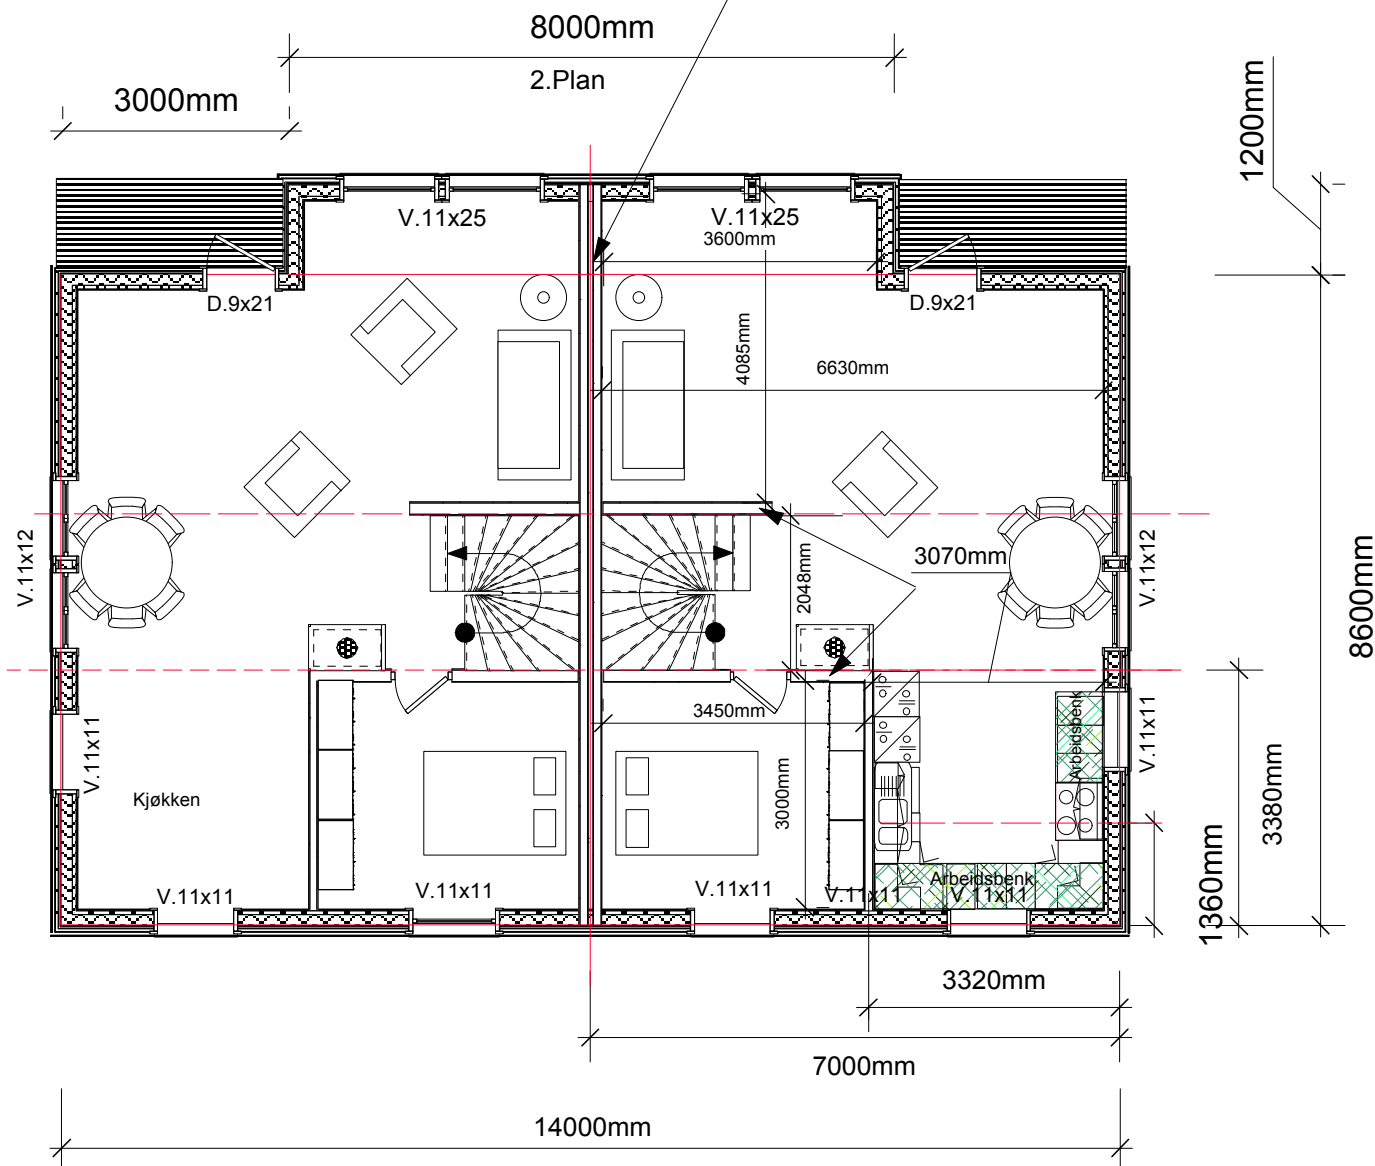 8000mm
2.Plan
3000mm
1200mm
V.11x25
V.11x25
3600mm
D.9x21
D.9x21
4085mm
6630mm
V.11x12
3070mm
2048mm
V.11x12
8600mm
3450mm
V.11x11
Arbeidsbenk
V.11x11
3000mm
Kjøkken
3380mm
1360mm
V.11x11
V.11x11
V.11x11
V.11x11
Arbeidsbenk
V.11x11
3320mm
7000mm
14000mm